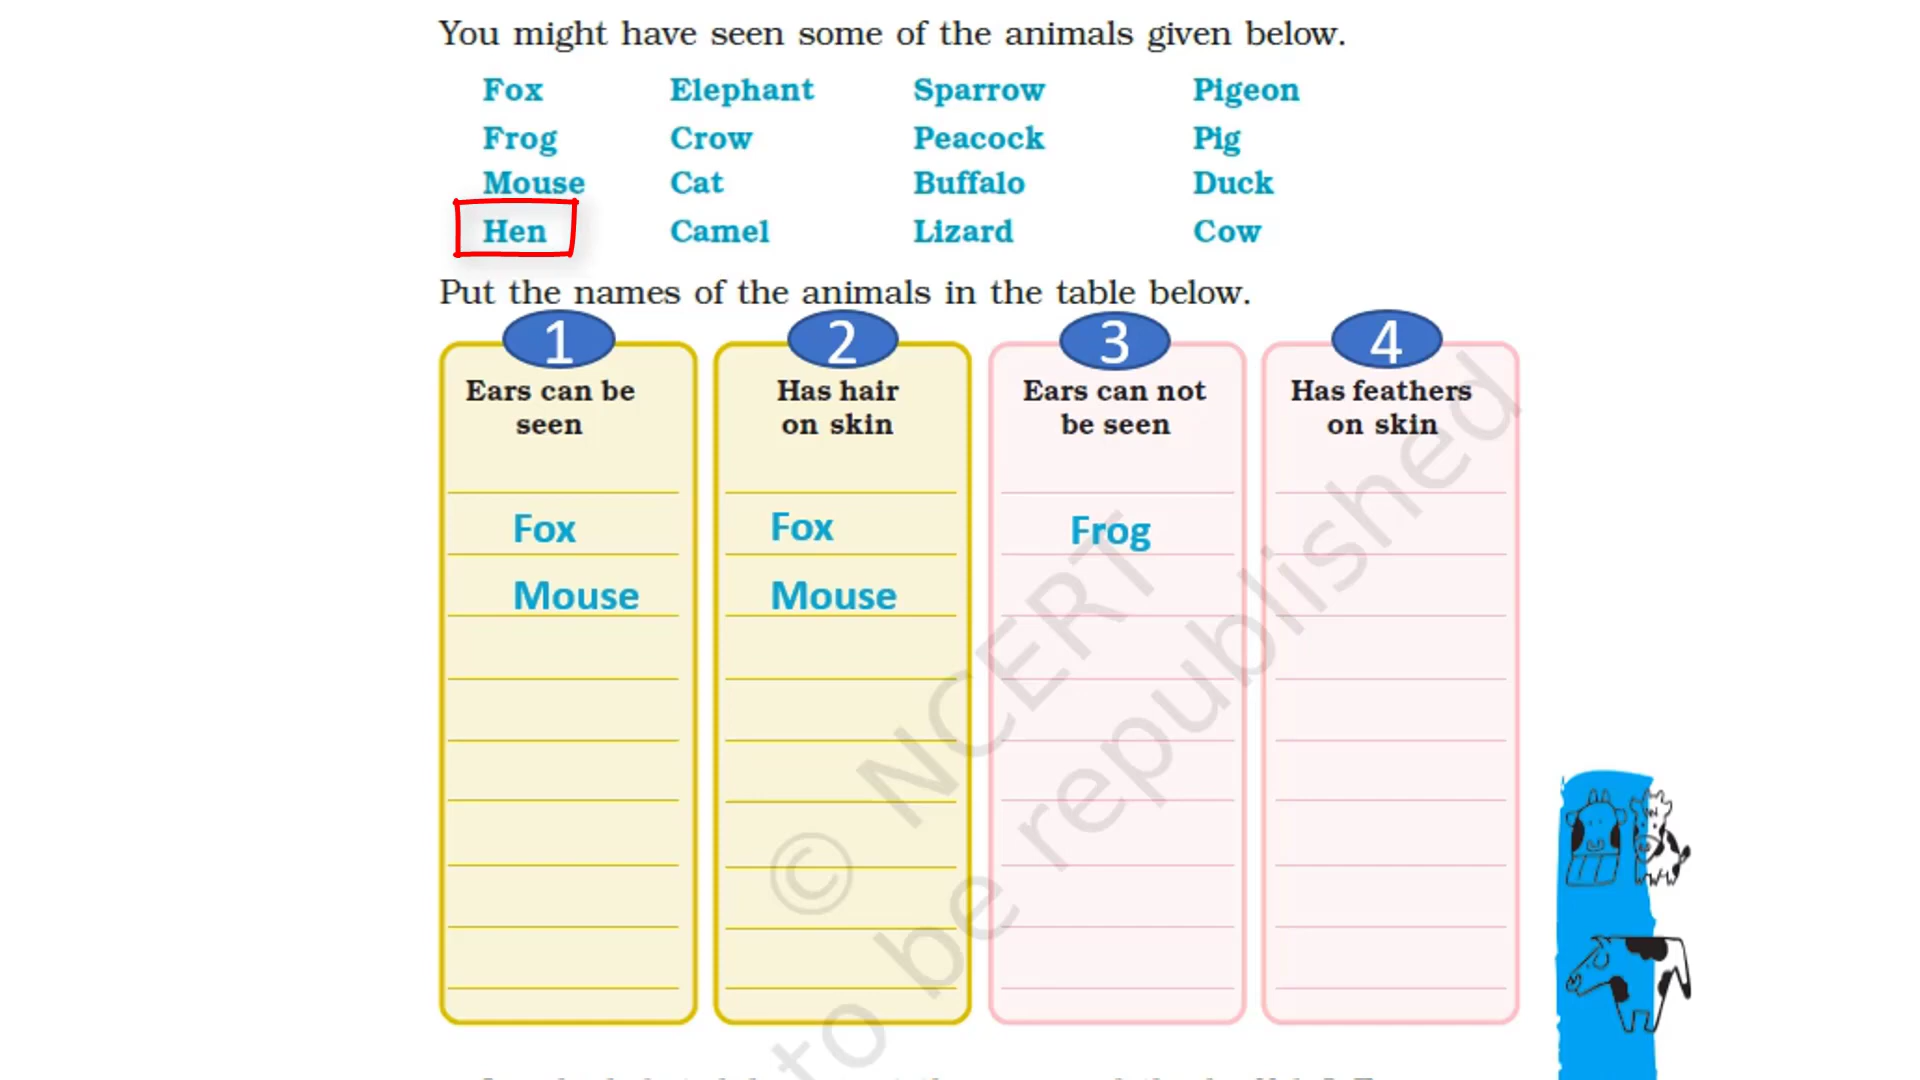 You might have seen some of the animals given below.
Fox Elephant Sparrow Pigeon
Frog Crow Peacock Pig
Mouse Cat Buffalo Duck
Hen Camel Lizard Cow
Put the names of the animals in the table below.
1 2 3 4
Ears can be seen
Has hair on skin
Ears can not be seen
Has feathers on skin
Fox Fox Frog
Mouse Mouse
© NCERT
to be republished